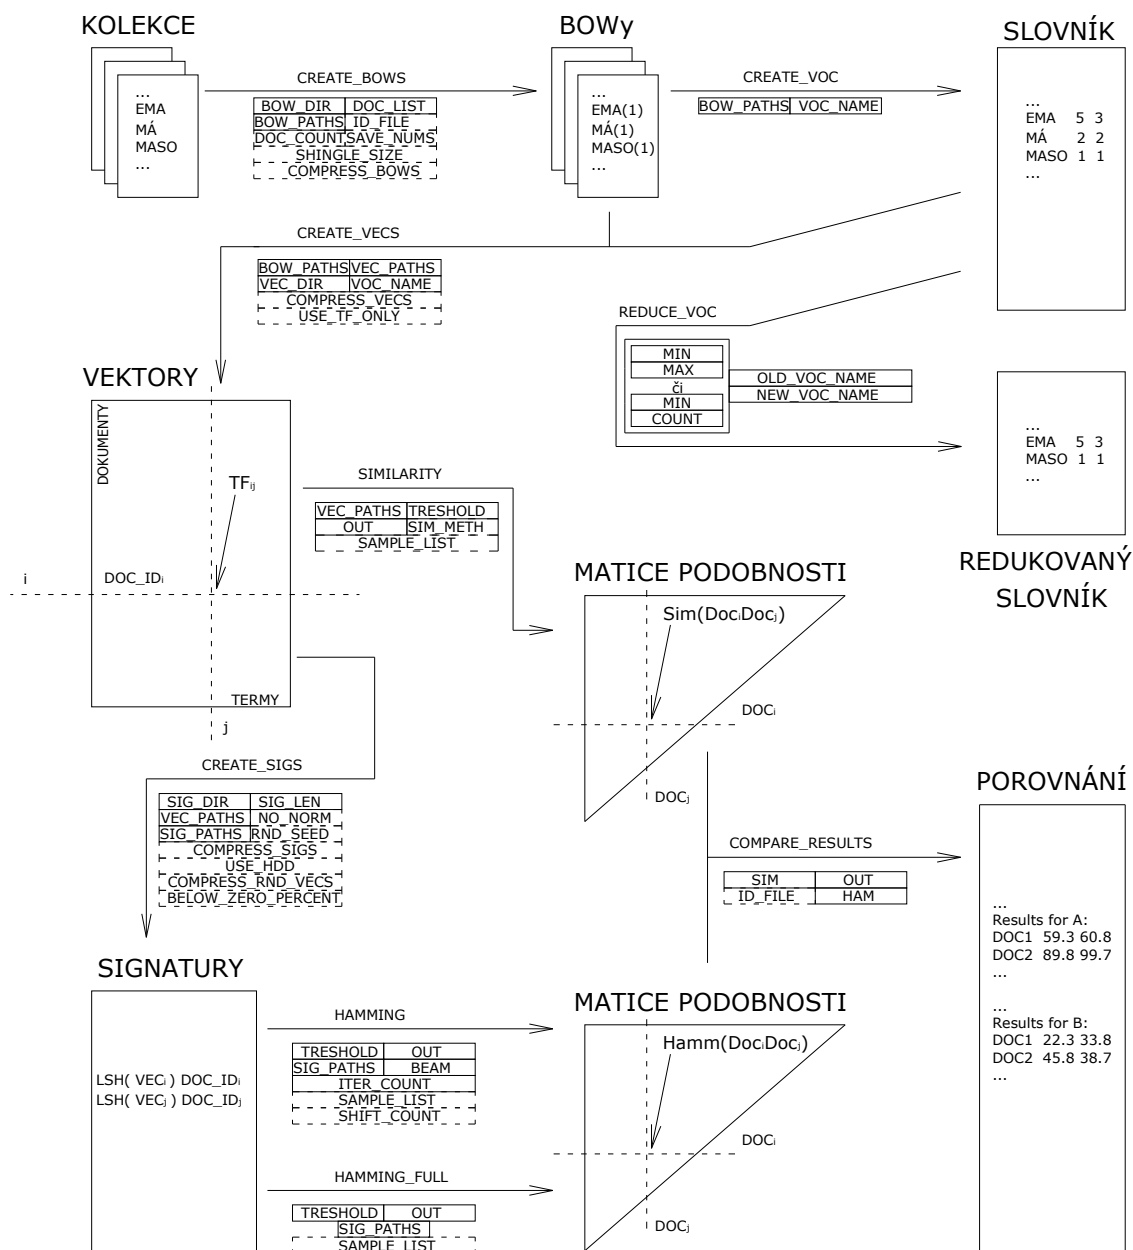 KOLEKCE
BOWy
SLOVNÍK
...
EMA
MÁ
MASO
...
CREATE_BOWS
BOW_DIR DOC_LIST
BOW_PATHS ID_FILE
DOC_COUNT SAVE_NUMS
SHINGLE_SIZE
COMPRESS_BOWS
...
EMA(1)
MÁ(1)
MASO(1)
...
CREATE_VOC
BOW_PATHS VOC_NAME
...
EMA 5 3
MÁ 2 2
MASO 1 1
...
CREATE_VECS
BOW_PATHS VEC_PATHS
VEC_DIR VOC_NAME
COMPRESS_VECS
USE_TF_ONLY
REDUCE_VOC
MIN
MAX
či
MIN
COUNT
OLD_VOC_NAME
NEW_VOC_NAME
...
EMA 5 3
MASO 1 1
...
REDUKOVANÝ
SLOVNÍK
VEKTORY
DOKUMENTY
TFij
i
DOC_IDi
TERMY
j
SIMILARITY
VEC_PATHS TRESHOLD
OUT SIM_METH
SAMPLE_LIST
MATICE PODOBNOSTI
Sim(DociDocj)
DOCi
DOCj
CREATE_SIGS
SIG_DIR SIG_LEN
VEC_PATHS NO_NORM
SIG_PATHS RND_SEED
COMPRESS_SIGS
USE_HDD
COMPRESS_RND_VECS
BELOW_ZERO_PERCENT
COMPARE_RESULTS
SIM OUT
ID_FILE HAM
POROVNÁNÍ
...
Results for A:
DOC1 59.3 60.8
DOC2 89.8 99.7
...
...
Results for B:
DOC1 22.3 33.8
DOC2 45.8 38.7
...
SIGNATURY
LSH( VECi ) DOC_IDi
LSH( VECj ) DOC_IDj
HAMMING
TRESHOLD OUT
SIG_PATHS BEAM
ITER_COUNT
SAMPLE_LIST
SHIFT_COUNT
MATICE PODOBNOSTI
Hamm(DociDocj)
DOCi
DOCj
HAMMING_FULL
TRESHOLD OUT
SIG_PATHS
SAMPLE_LIST